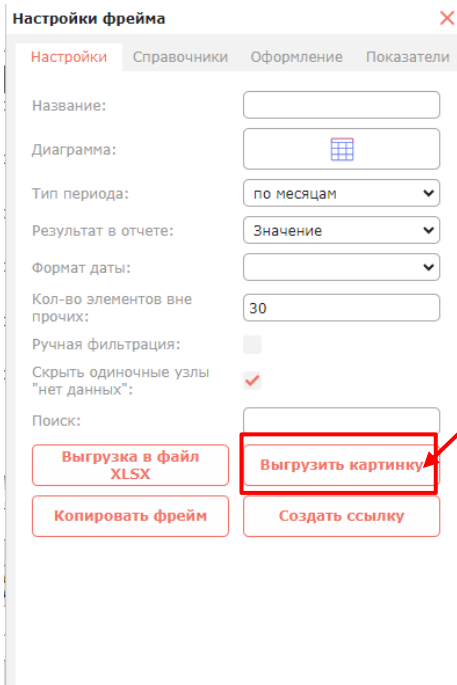 Настройки фрейма
Настройки Справочники Оформление Показатели
Название:
Диаграмма:
Тип периода: по месяцам
Результат в отчете: Значение
Формат даты:
Кол-во элементов вне
прочих: 30
Ручная фильтрация:
Скрыть одиночные узлы
"нет данных":
Поиск:
Выгрузка в файл
XLSX
Выгрузить картинку
Копировать фрейм
Создать ссылку